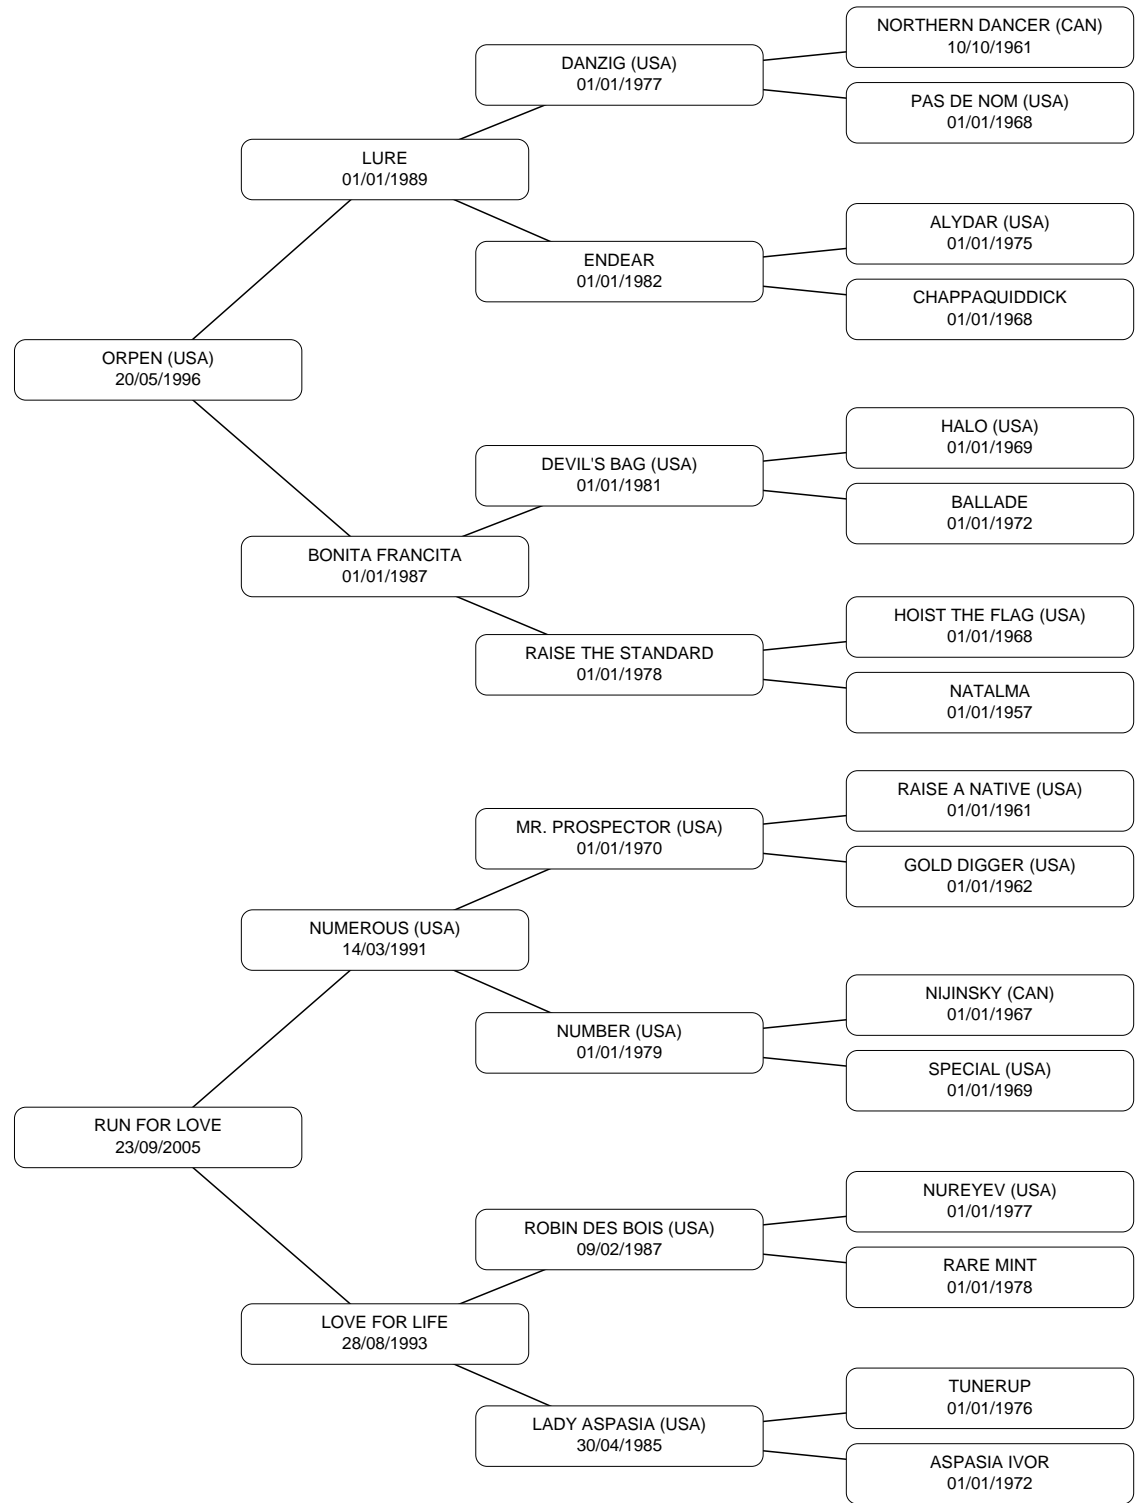 NORTHERN DANCER (CAN)
10/10/1961
DANZIG (USA)
01/01/1977
PAS DE NOM (USA)
01/01/1968
LURE
01/01/1989
ALYDAR (USA)
01/01/1975
ENDEAR
01/01/1982
CHAPPAQUIDDICK
01/01/1968
ORPEN (USA)
20/05/1996
HALO (USA)
01/01/1969
DEVIL'S BAG (USA)
01/01/1981
BALLADE
01/01/1972
BONITA FRANCITA
01/01/1987
HOIST THE FLAG (USA)
01/01/1968
RAISE THE STANDARD
01/01/1978
NATALMA
01/01/1957
RAISE A NATIVE (USA)
01/01/1961
MR. PROSPECTOR (USA)
01/01/1970
GOLD DIGGER (USA)
01/01/1962
NUMEROUS (USA)
14/03/1991
NIJINSKY (CAN)
01/01/1967
NUMBER (USA)
01/01/1979
SPECIAL (USA)
01/01/1969
RUN FOR LOVE
23/09/2005
NUREYEV (USA)
01/01/1977
ROBIN DES BOIS (USA)
09/02/1987
RARE MINT
01/01/1978
LOVE FOR LIFE
28/08/1993
TUNERUP
01/01/1976
LADY ASPASIA (USA)
30/04/1985
ASPASIA IVOR
01/01/1972